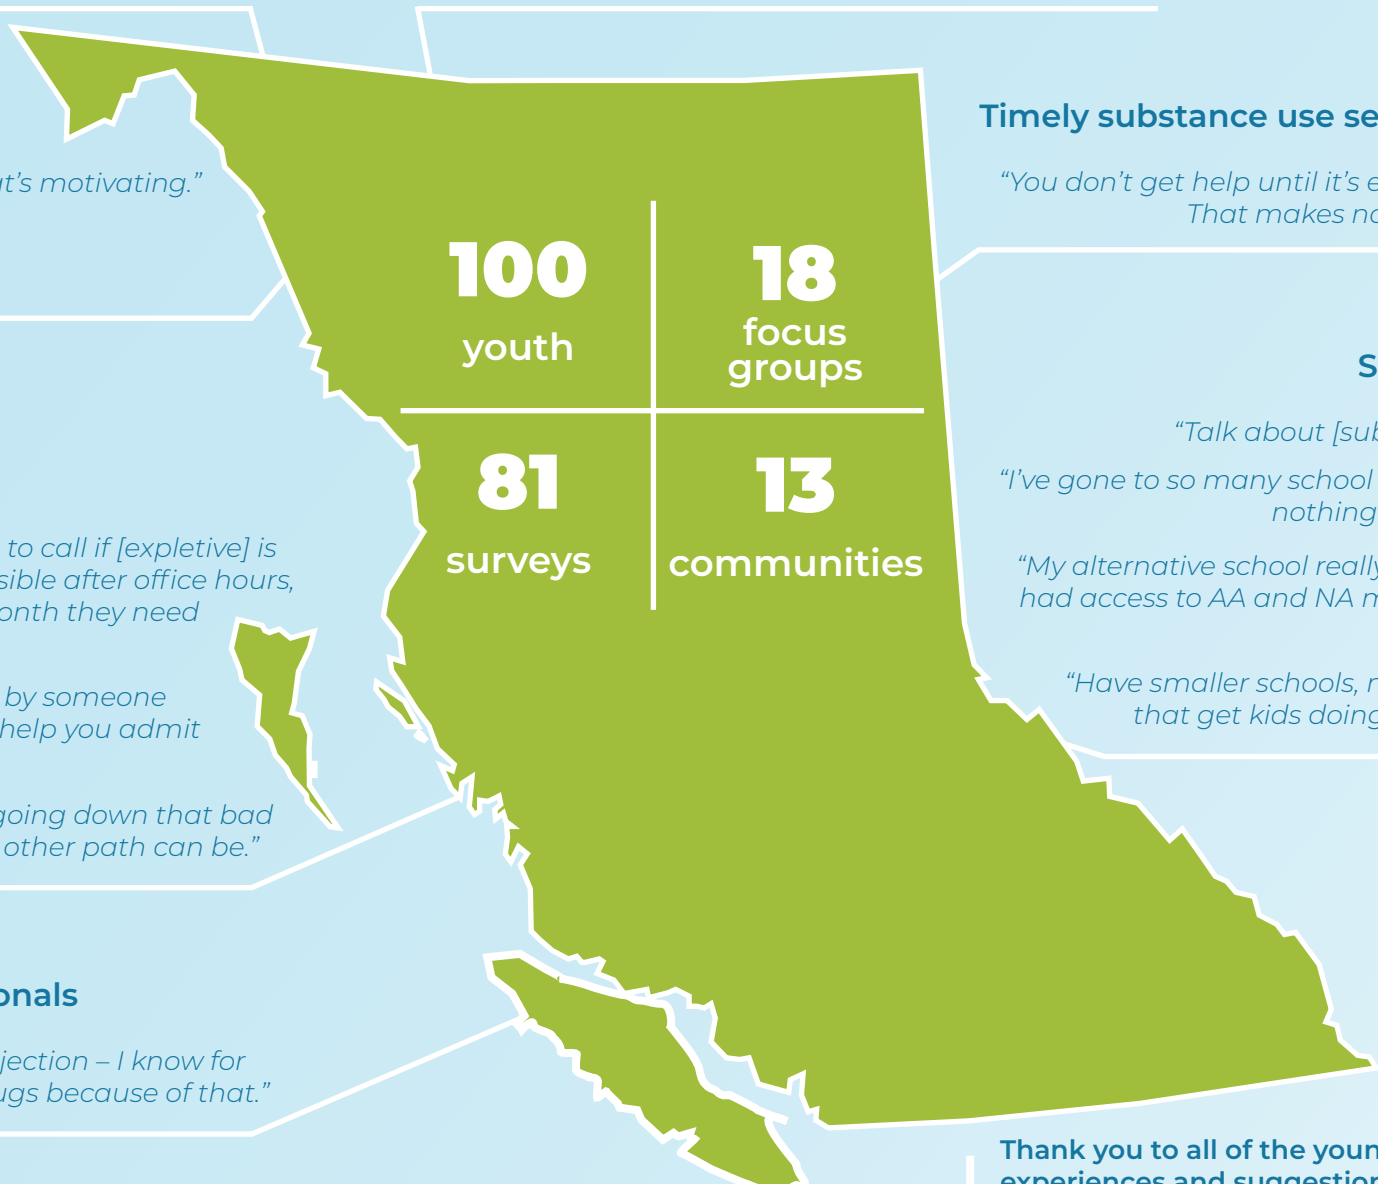 at's motivating.”
to call if [expletive] is
sible after office hours,
onth they need
by someone
help you admit
going down that bad
other path can be.”
onals
jection – I know for
ugs because of that.”
100
youth
18
focus
groups
81
surveys
13
communities
Timely substance use se
“You don’t get help until it’s e
That makes no
S
“Talk about [sub
“I’ve gone to so many school
nothing
“My alternative school really
had access to AA and NA m
“Have smaller schools, r
that get kids doing
Thank you to all of the youn
experiences and suggestion